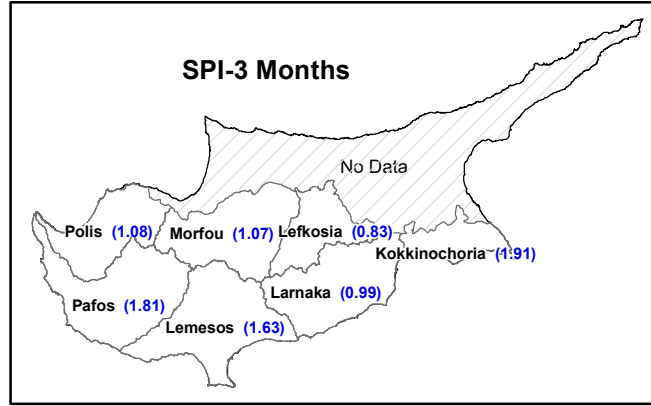 SPI-3 Months
No Data
Polis (1.08)
Morfou (1.07)
Lefkosia (0.83)
Kokkinochoria (1.91)
Pafos (1.81)
Larnaka (0.99)
Lemesos (1.63)